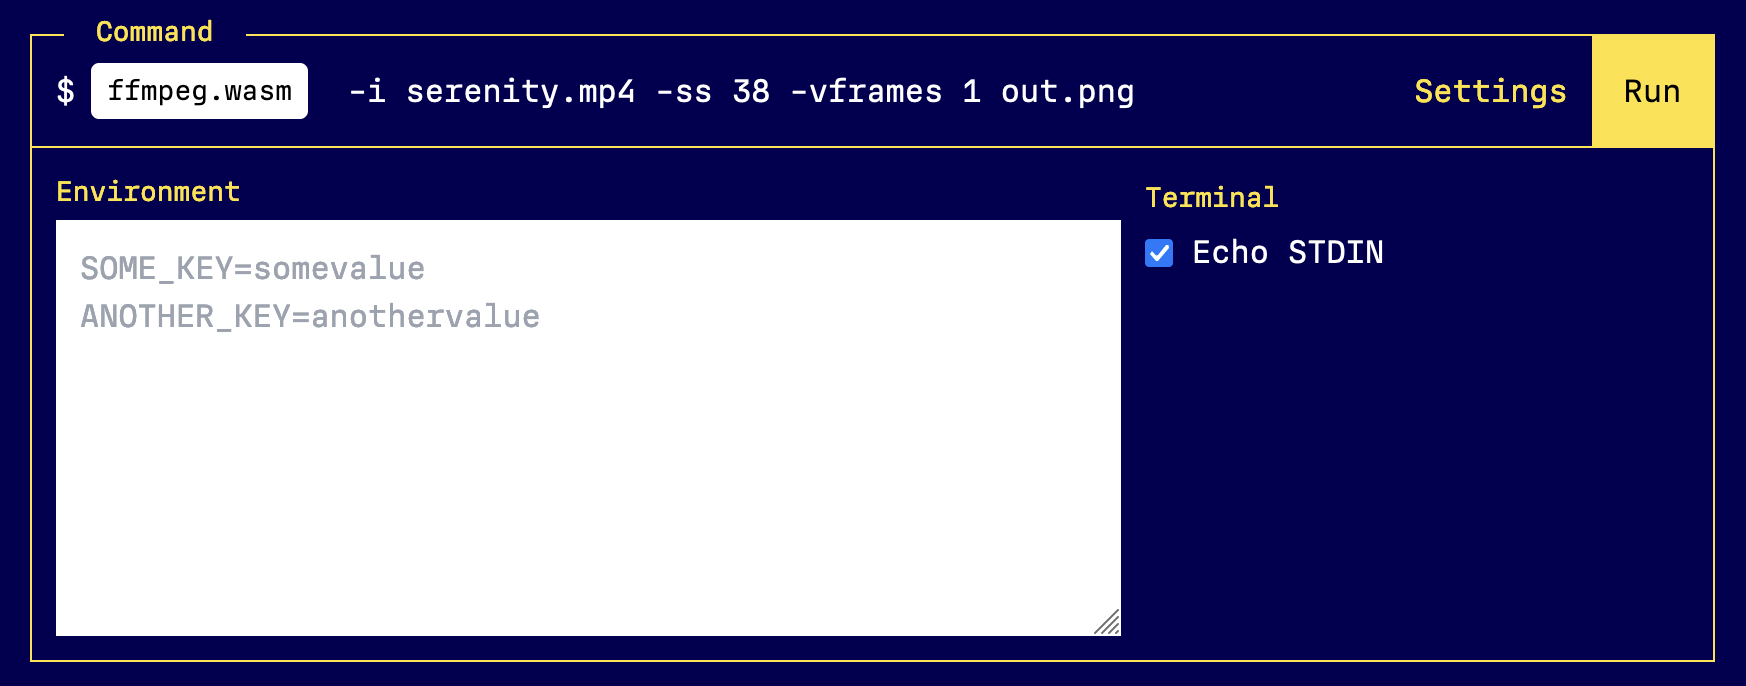 Command
$ ffmpeg.wasm -i serenity.mp4 -ss 38 -vframes 1 out.png Settings Run
Environment
SOME_KEY=somevalue
ANOTHER_KEY=anothervalue
Terminal
Echo STDIN